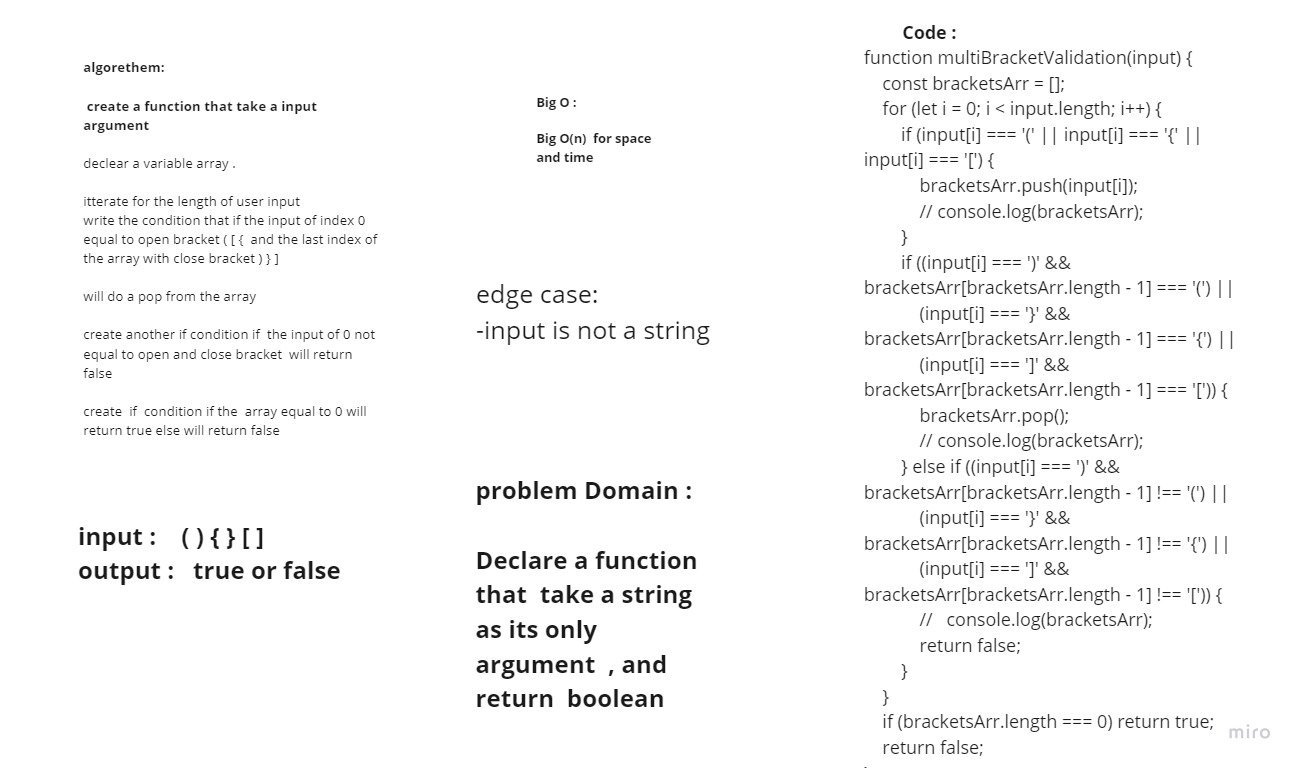 algorethem:
create a function that take a input
argument
declear a variable array .
itterate for the length of user input
write the condition that if the input of index 0
equal to open bracket ( [ { and the last index of
the array with close bracket ) } ]
will do a pop from the array
create another if condition if the input of 0 not
equal to open and close bracket will return
false
create if condition if the array equal to 0 will
return true else will return false
input : ( ) { } [ ]
output : true or false
Big O :
Big O(n) for space
and time
edge case:
-input is not a string
problem Domain :
Declare a function
that take a string
as its only
argument , and
return boolean
Code :
function multiBracketValidation(input) {
const bracketsArr = [];
for (let i = 0; i < input.length; i++) {
if (input[i] === '(' || input[i] === '{' ||
input[i] === '[') {
bracketsArr.push(input[i]);
// console.log(bracketsArr);
}
if ((input[i] === ')' &&
bracketsArr[bracketsArr.length - 1] === '(') ||
(input[i] === '}' &&
bracketsArr[bracketsArr.length - 1] === '{') ||
(input[i] === ']' &&
bracketsArr[bracketsArr.length - 1] === '[')) {
bracketsArr.pop();
// console.log(bracketsArr);
} else if ((input[i] === ')' &&
bracketsArr[bracketsArr.length - 1] !== '(') ||
(input[i] === '}' &&
bracketsArr[bracketsArr.length - 1] !== '{') ||
(input[i] === ']' &&
bracketsArr[bracketsArr.length - 1] !== '[')) {
// console.log(bracketsArr);
return false;
}
}
if (bracketsArr.length === 0) return true;
return false;
miro